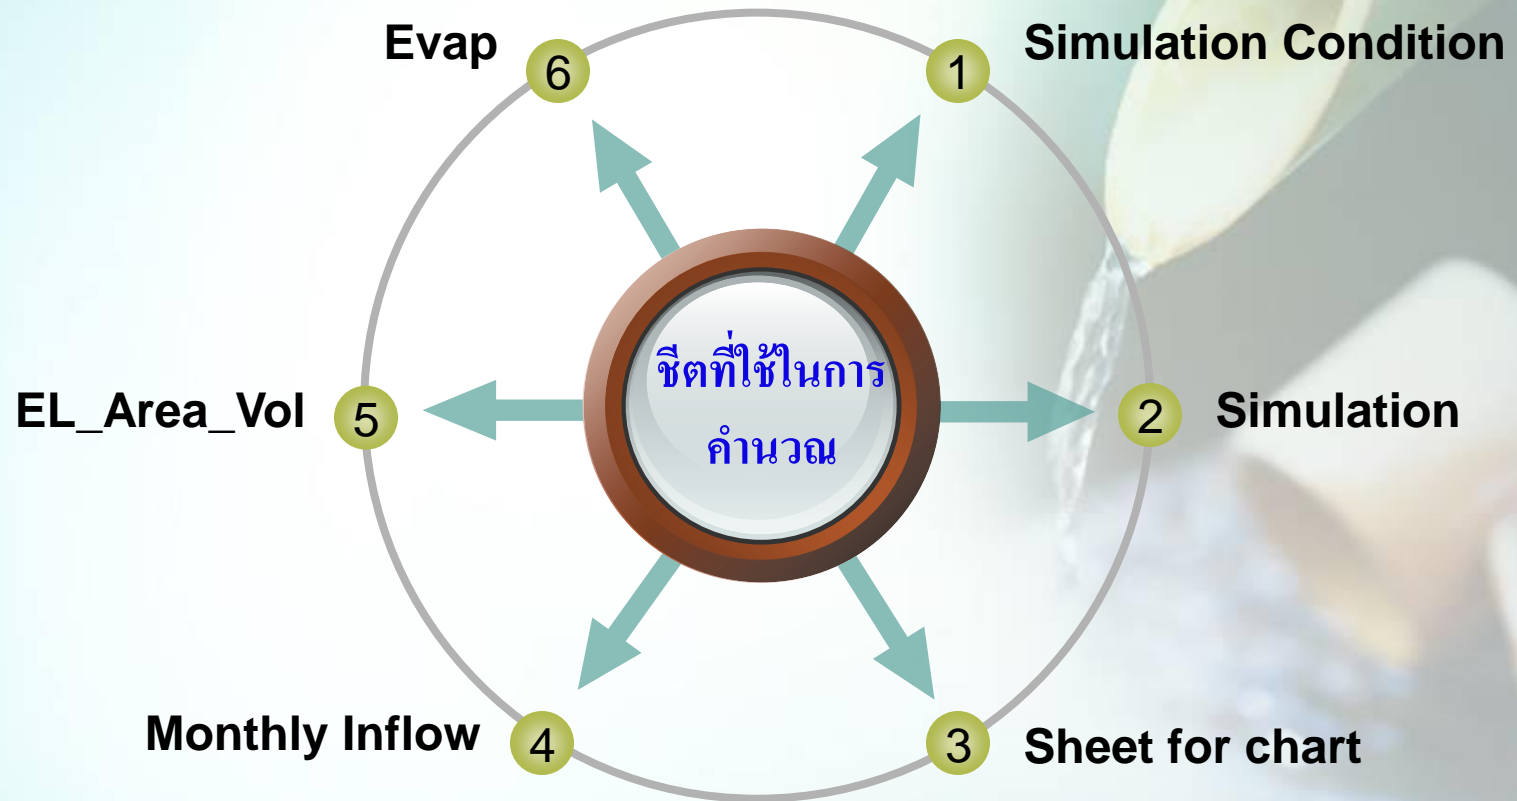 Evap
6
1
Simulation Condition
ชีตที่ใช้ในการ
คำนวณ
EL_Area_Vol
5
2
Simulation
Monthly Inflow
4
3
Sheet for chart